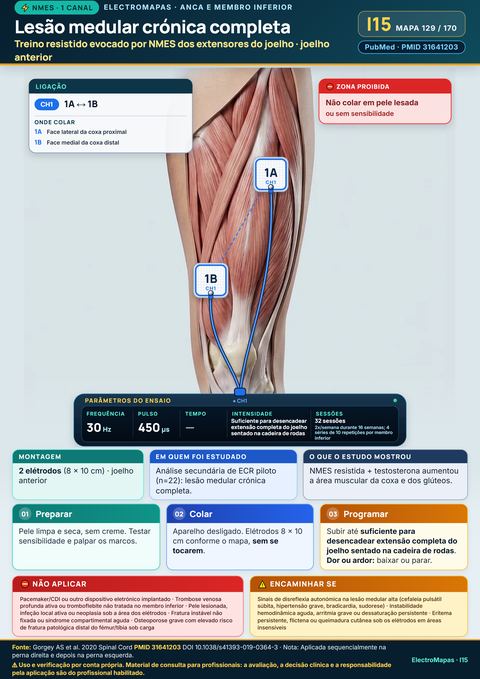 NMES · 1 CANAL ELECTROMAPAS · ANCA E MEMBRO INFERIOR
Lesão medular crónica completa
Treino resistido evocado por NMES dos extensores do joelho · joelho
anterior
I15 MAPA 129 / 170
PubMed · PMID 31641203
LIGAÇÃO
CH1 1A ↔ 1B
ONDE COLAR
1A Face lateral da coxa proximal
1B Face medial da coxa distal
ZONA PROIBIDA
Não colar em pele lesada
ou sem sensibilidade
1A
CH1
1B
CH1
CH1
PARÂMETROS DO ENSAIO
FREQUÊNCIA
30 Hz
PULSO
450 µs
TEMPO
—
INTENSIDADE
Suficiente para desencadear
extensão completa do joelho
sentado na cadeira de rodas
SESSÕES
32 sessões
2x/semana durante 16 semanas; 4
séries de 10 repetições por membro
inferior
MONTAGEM
2 elétrodos (8 × 10 cm) · joelho
anterior
EM QUEM FOI ESTUDADO
Análise secundária de ECR piloto
(n=22): lesão medular crónica
completa.
O QUE O ESTUDO MOSTROU
NMES resistida + testosterona aumentou
a área muscular da coxa e dos glúteos.
01 Preparar
Pele limpa e seca, sem creme. Testar
sensibilidade e palpar os marcos.
02 Colar
Aparelho desligado. Elétrodos 8 × 10
cm conforme o mapa, sem se
tocarem.
03 Programar
Subir até suficiente para
desencadear extensão completa do
joelho sentado na cadeira de rodas.
Dor ou ardor: baixar ou parar.
NÃO APLICAR
Pacemaker/CDI ou outro dispositivo eletrónico implantado · Trombose venosa
profunda ativa ou tromboflebite não tratada no membro inferior · Pele lesionada,
infeção local ativa ou neoplasia sob a área dos elétrodos · Fratura instável não
fixada ou síndrome compartimental aguda · Osteoporose grave com elevado risco
de fratura patológica distal do fémur/tíbia sob carga
ENCAMINHAR SE
Sinais de disreflexia autonómica na lesão medular alta (cefaleia pulsátil
súbita, hipertensão grave, bradicardia, sudorese) · Instabilidade
hemodinâmica aguda, arritmia grave ou dessaturação persistente · Eritema
persistente, flictena ou queimadura cutânea sob os elétrodos em áreas
insensíveis
Fonte: Gorgey AS et al. 2020 Spinal Cord PMID 31641203 DOI 10.1038/s41393-019-0364-3 · Nota: Aplicada sequencialmente na
perna direita e depois na perna esquerda.
Uso e verificação por conta própria. Material de consulta para profissionais: a avaliação, a decisão clínica e a responsabilidade
pela aplicação são do profissional habilitado.
ElectroMapas · I15